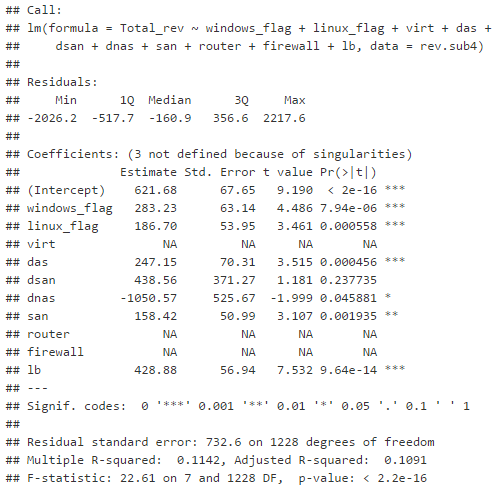 ## Call:
## lm(formula = Total_rev ~ windows_flag + linux_flag + virt + das +
##     dsan + dnas + san + router + firewall + lb, data = rev.sub4)
##
## Residuals:
##     Min      1Q  Median      3Q     Max
## -2026.2  -517.7  -160.9   356.6  2217.6
##
## Coefficients: (3 not defined because of singularities)
##              Estimate Std. Error t value Pr(>|t|)
## (Intercept)    621.68      67.65   9.190  < 2e-16 ***
## windows_flag   283.23      63.14   4.486 7.94e-06 ***
## linux_flag     186.70      53.95   3.461 0.000558 ***
## virt               NA         NA      NA       NA
## das            247.15      70.31   3.515 0.000456 ***
## dsan           438.56     371.27   1.181 0.237735
## dnas         -1050.57     525.67  -1.999 0.045881 *
## san            158.42      50.99   3.107 0.001935 **
## router             NA         NA      NA       NA
## firewall           NA         NA      NA       NA
## lb             428.88      56.94   7.532 9.64e-14 ***
## ---
## Signif. codes:  0 '***' 0.001 '**' 0.01 '*' 0.05 '.' 0.1 ' ' 1
##
## Residual standard error: 732.6 on 1228 degrees of freedom
## Multiple R-squared:  0.1142, Adjusted R-squared:  0.1091
## F-statistic: 22.61 on 7 and 1228 DF,  p-value: < 2.2e-16